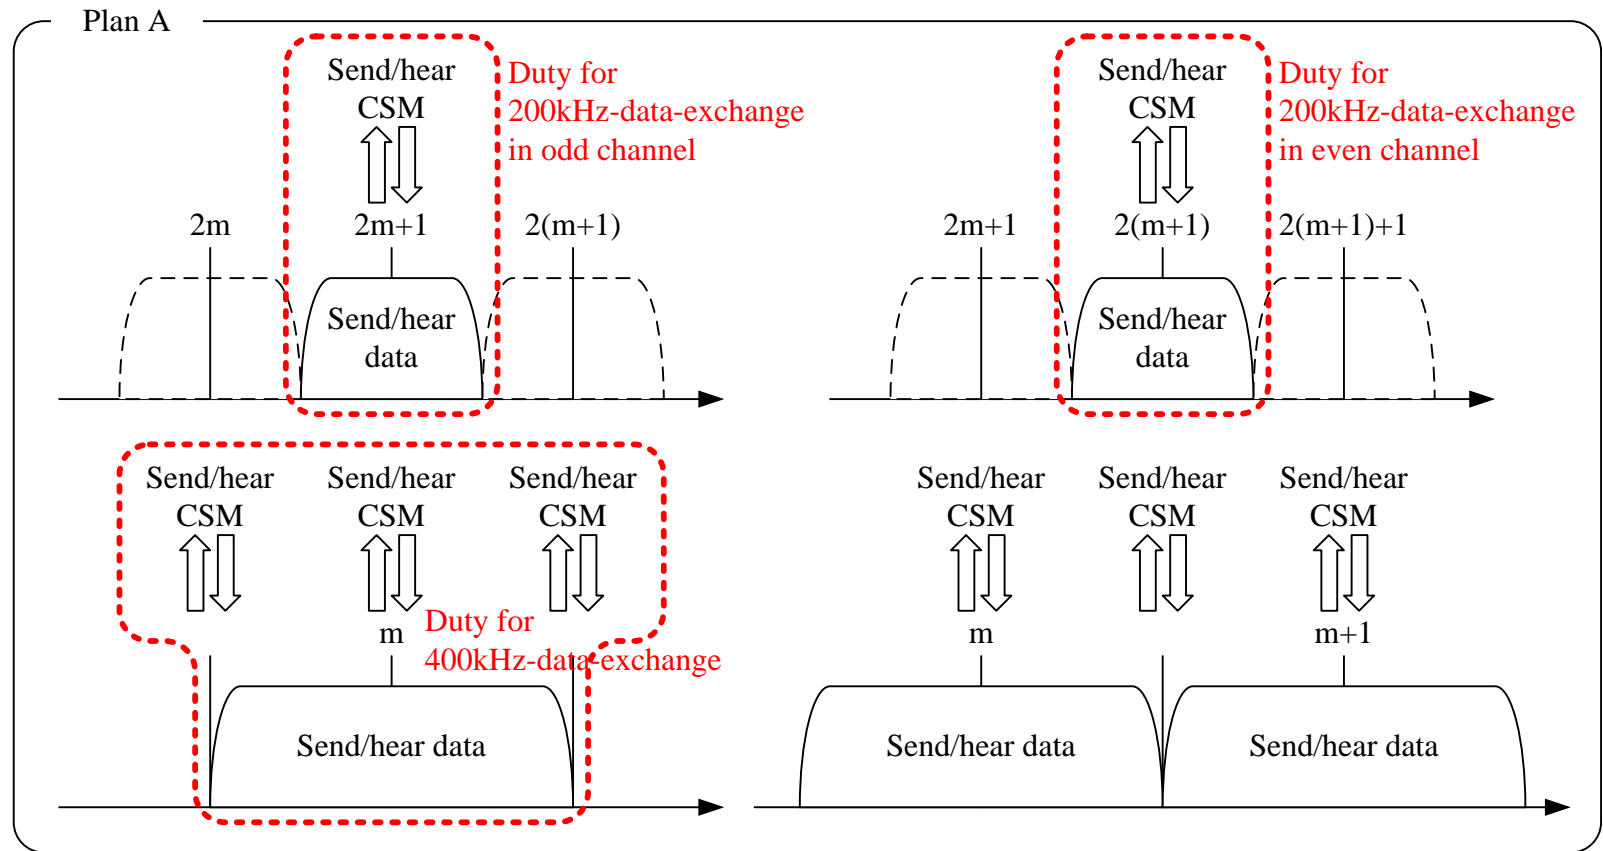 Plan A
Send/hear
CSM
Duty for
200kHz-data-exchange
in odd channel
2m
2m+1
2(m+1)
Send/hear
data
Send/hear
CSM
Duty for
200kHz-data-exchange
in even channel
2m+1
2(m+1)
2(m+1)+1
Send/hear
data
Send/hear
CSM
Send/hear
CSM
Send/hear
CSM
m
Duty for
400kHz-data-exchange
Send/hear data
Send/hear
CSM
Send/hear
CSM
Send/hear
CSM
m
m+1
Send/hear data
Send/hear data